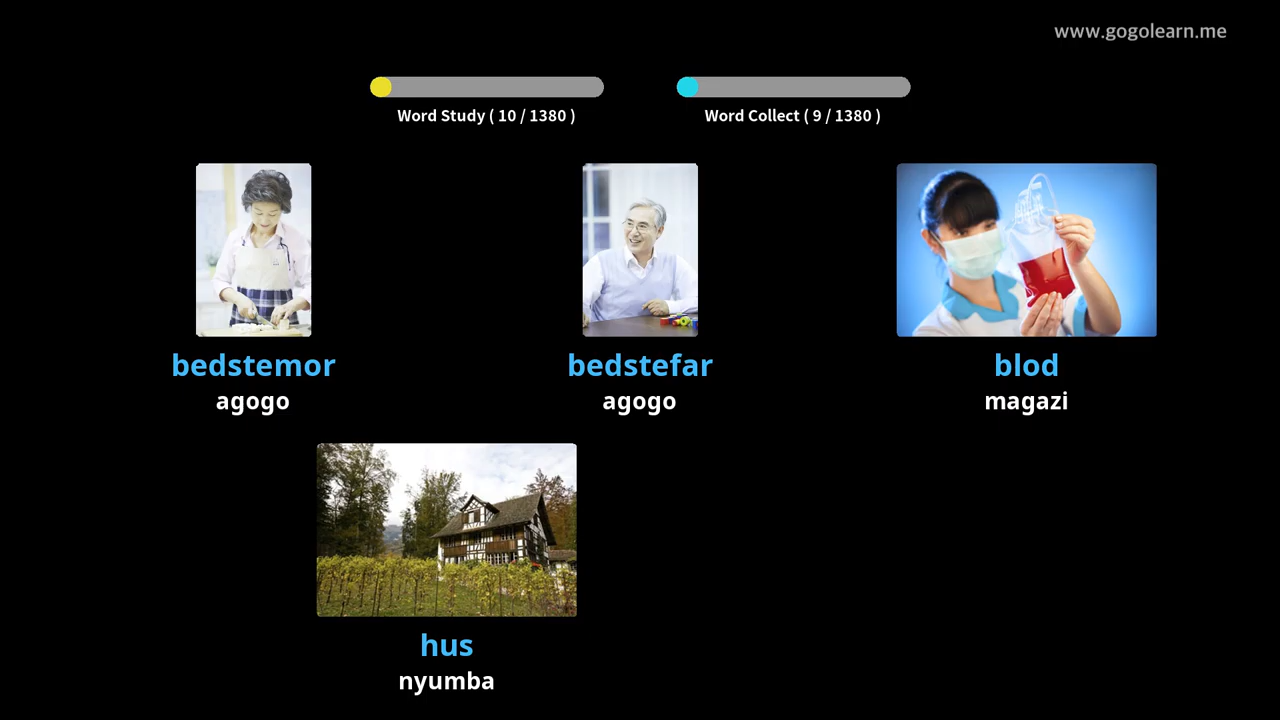 www.gogolearn.me
Word Study ( 10 / 1380 )
Word Collect ( 9 / 1380 )
bedstemor
agogo
bedstefar
agogo
blod
magazi
hus
nyumba